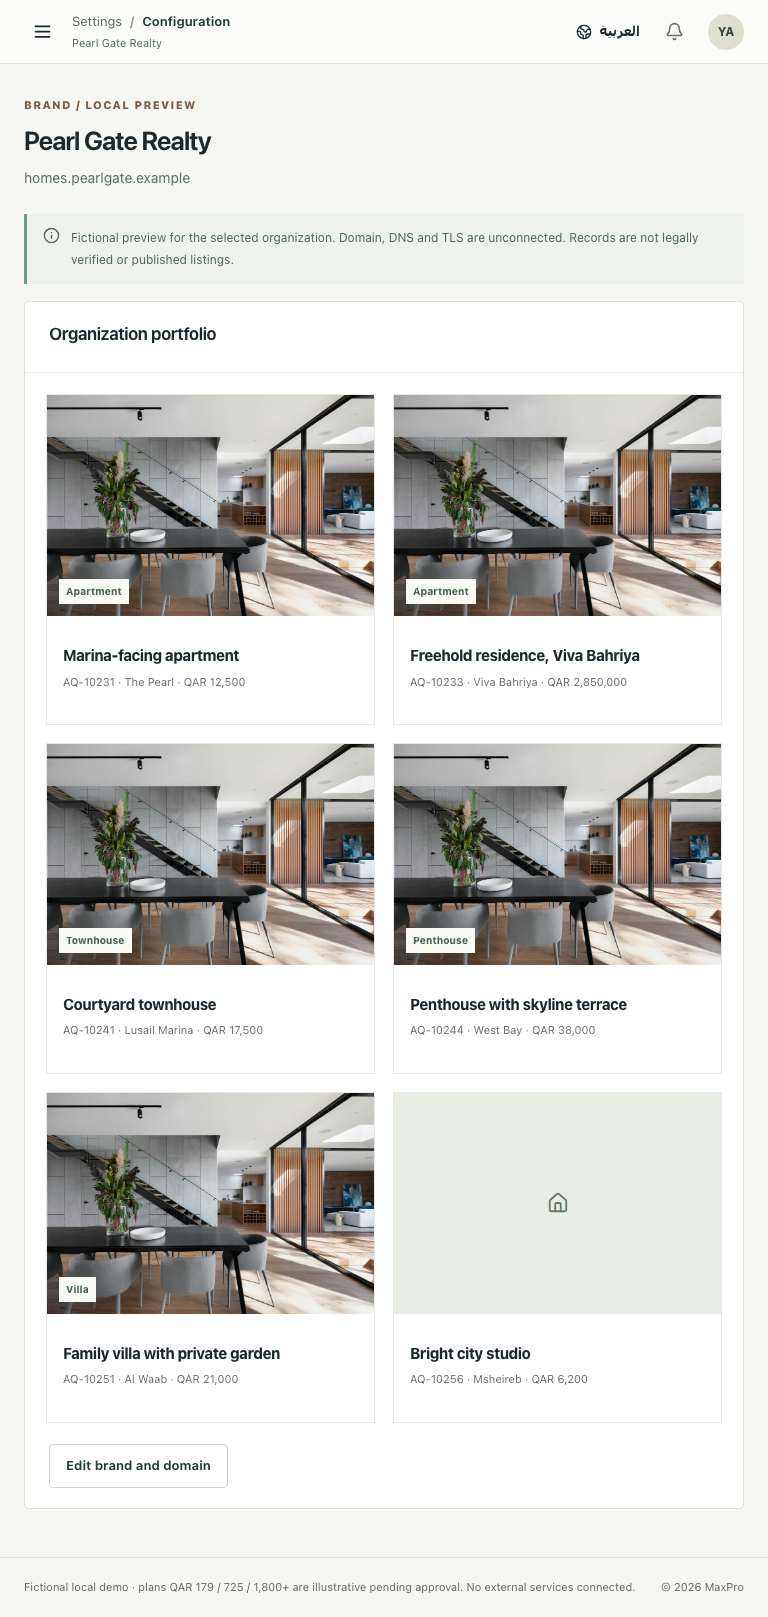 Settings / Configuration
Pearl Gate Realty
العربية
YA
BRAND / LOCAL PREVIEW
Pearl Gate Realty
homes.pearlgate.example
Fictional preview for the selected organization. Domain, DNS and TLS are unconnected. Records are not legally
verified or published listings.
Organization portfolio
Apartment
Marina-facing apartment
AQ-10231 · The Pearl · QAR 12,500
Apartment
Freehold residence, Viva Bahriya
AQ-10233 · Viva Bahriya · QAR 2,850,000
Townhouse
Courtyard townhouse
AQ-10241 · Lusail Marina · QAR 17,500
Penthouse
Penthouse with skyline terrace
AQ-10244 · West Bay · QAR 38,000
Villa
Family villa with private garden
AQ-10251 · Al Waab · QAR 21,000
Bright city studio
AQ-10256 · Msheireb · QAR 6,200
Edit brand and domain
Fictional local demo · plans QAR 179 / 725 / 1,800+ are illustrative pending approval. No external services connected.
© 2026 MaxPro